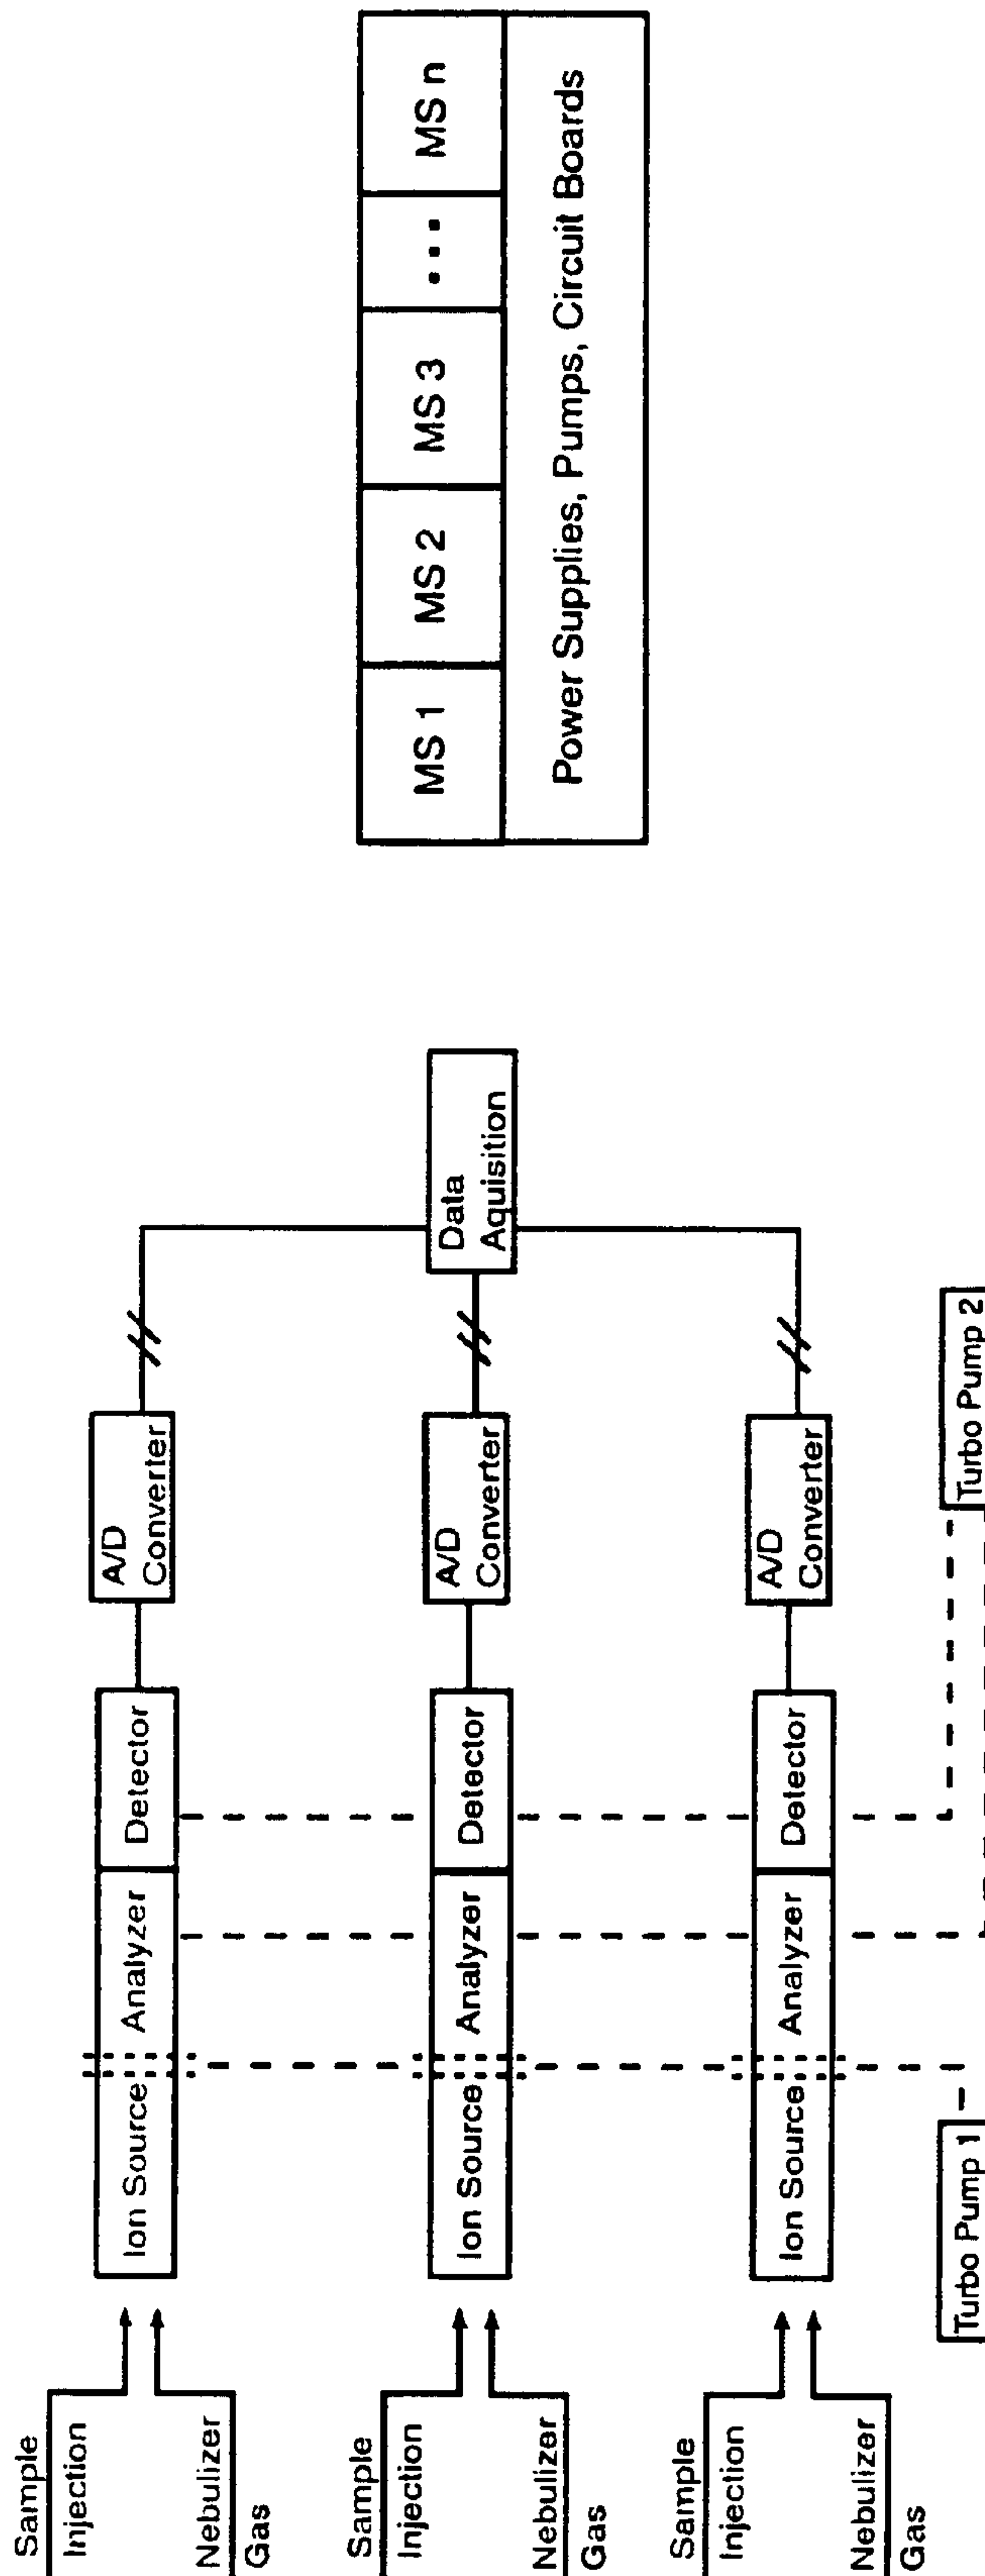 Sample
Injection
Nebulizer
Gas
Ion Source
Analyzer
Detector
A/D
Converter
Sample
Injection
Nebulizer
Gas
Ion Source
Analyzer
Detector
A/D
Converter
Data
Aquisition
Sample
Injection
Nebulizer
Gas
Ion Source
Analyzer
Detector
A/D
Converter
Turbo Pump 1
Turbo Pump 2
MS 1
MS 2
MS 3
...
MS n
Power Supplies, Pumps, Circuit Boards